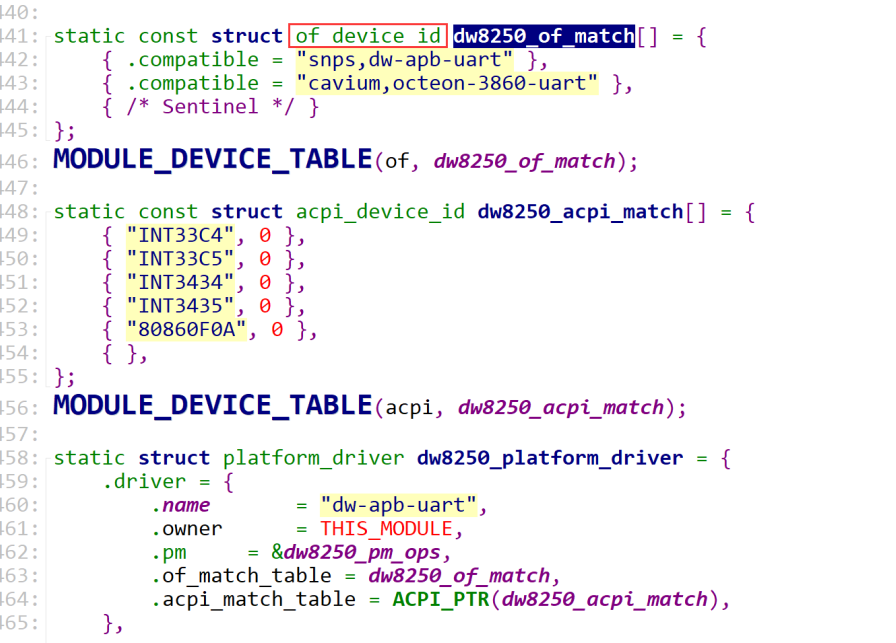 440:
441: static const struct of_device_id dw8250_of_match[] = {
442:     { .compatible = "snps,dw-apb-uart" },
443:     { .compatible = "cavium,octeon-3860-uart" },
444:     { /* Sentinel */ }
445: };
446: MODULE_DEVICE_TABLE(of, dw8250_of_match);
447:
448: static const struct acpi_device_id dw8250_acpi_match[] = {
449:     { "INT33C4", 0 },
450:     { "INT33C5", 0 },
451:     { "INT3434", 0 },
452:     { "INT3435", 0 },
453:     { "80860F0A", 0 },
454:     { },
455: };
456: MODULE_DEVICE_TABLE(acpi, dw8250_acpi_match);
457:
458: static struct platform_driver dw8250_platform_driver = {
459:     .driver = {
460:         .name       = "dw-apb-uart",
461:         .owner      = THIS_MODULE,
462:         .pm     = &dw8250_pm_ops,
463:         .of_match_table = dw8250_of_match,
464:         .acpi_match_table = ACPI_PTR(dw8250_acpi_match),
465:     },